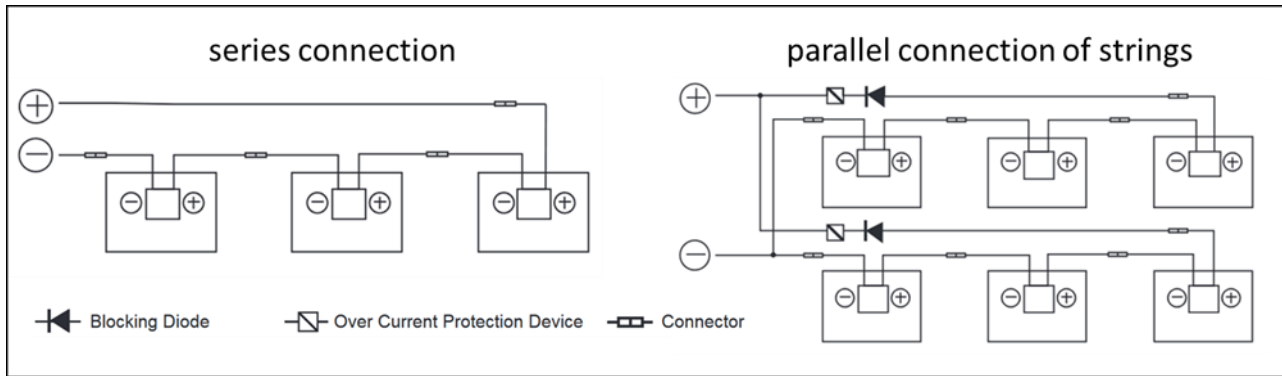 series connection
parallel connection of strings
+
−
− +
− +
− +
+
−
− +
− +
− +
− +
− +
− +
Blocking Diode
Over Current Protection Device
Connector